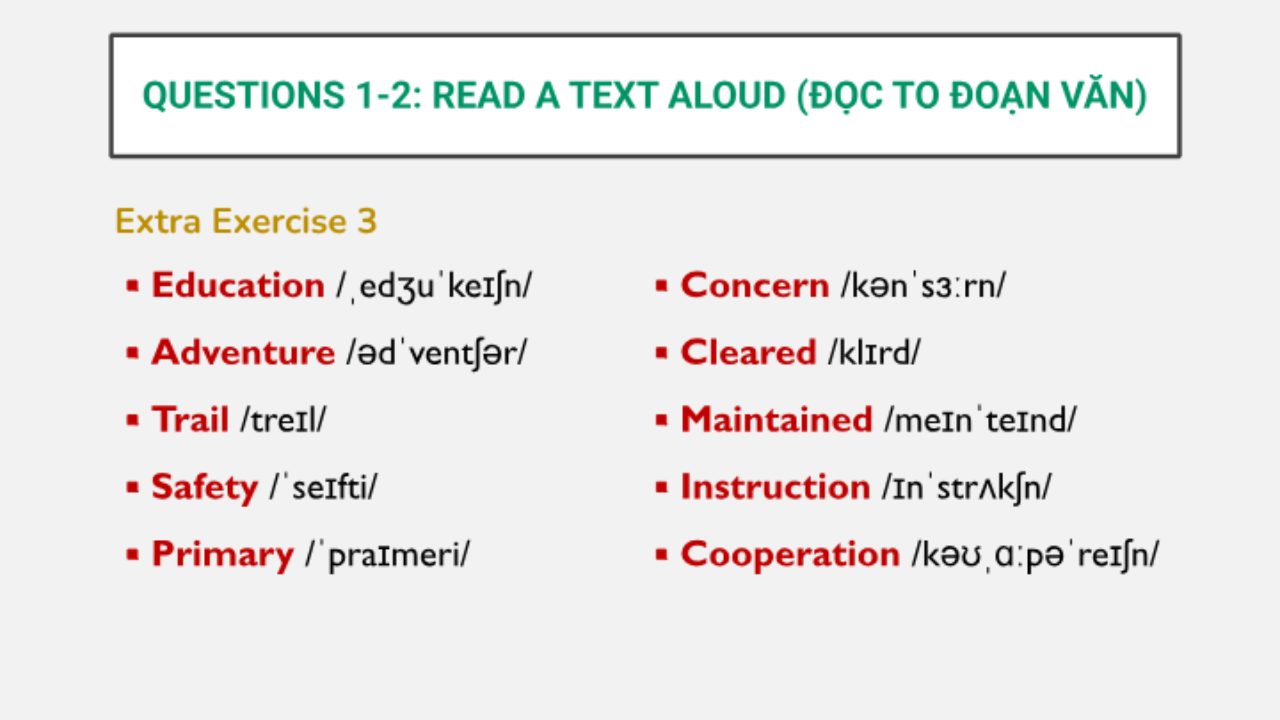 QUESTIONS 1-2: READ A TEXT ALOUD (ĐỌC TO ĐOẠN VĂN)
Extra Exercise 3
▪ Education /ˌedʒuˈkeɪʃn/
▪ Adventure /ədˈventʃər/
▪ Trail /treɪl/
▪ Safety /ˈseɪfti/
▪ Primary /ˈpraɪmeri/
▪ Concern /kənˈsɜːrn/
▪ Cleared /klɪrd/
▪ Maintained /meɪnˈteɪnd/
▪ Instruction /ɪnˈstrʌkʃn/
▪ Cooperation /kəʊˌɑːpəˈreɪʃn/